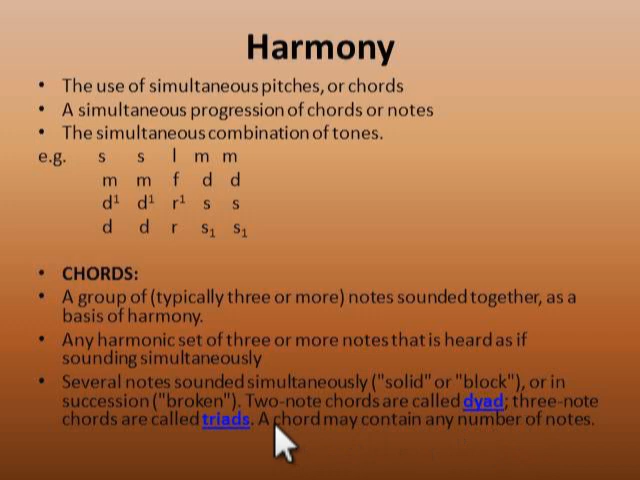 Harmony
• The use of simultaneous pitches, or chords
• A simultaneous progression of chords or notes
• The simultaneous combination of tones.
e.g. s s l m m
m m f d d
d¹ d¹ r¹ s s
d d r s₁ s₁
• CHORDS:
• A group of (typically three or more) notes sounded together, as a
basis of harmony.
• Any harmonic set of three or more notes that is heard as if
sounding simultaneously
• Several notes sounded simultaneously ("solid" or "block"), or in
succession ("broken"). Two-note chords are called dyad; three-note
chords are called triads. A chord may contain any number of notes.